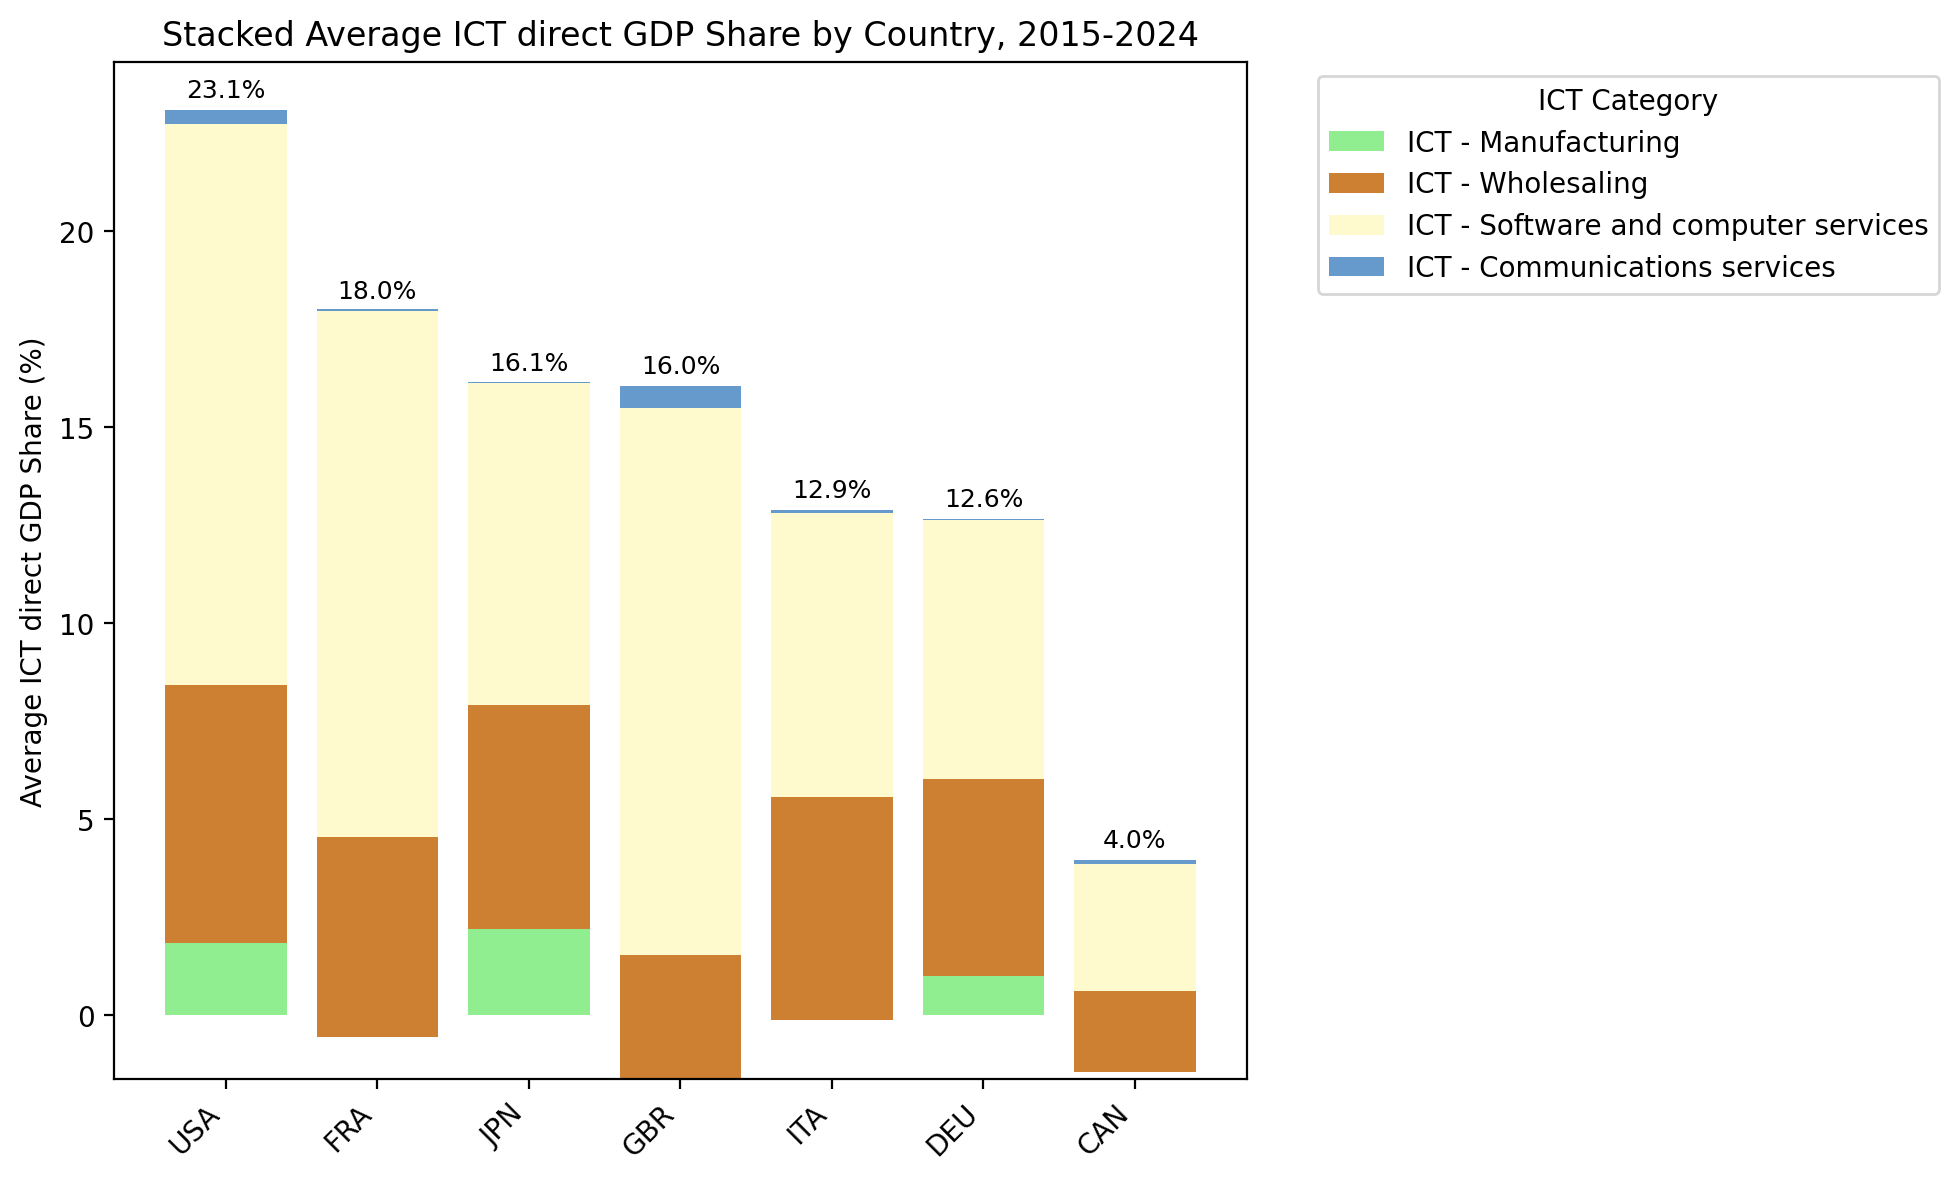 Stacked Average ICT direct GDP Share by Country, 2015-2024
23.1%
18.0%
16.1%
16.0%
12.9%
12.6%
4.0%
Average ICT direct GDP Share (%)
20
15
10
5
0
USA
FRA
JPN
GBR
ITA
DEU
CAN
ICT Category
ICT - Manufacturing
ICT - Wholesaling
ICT - Software and computer services
ICT - Communications services